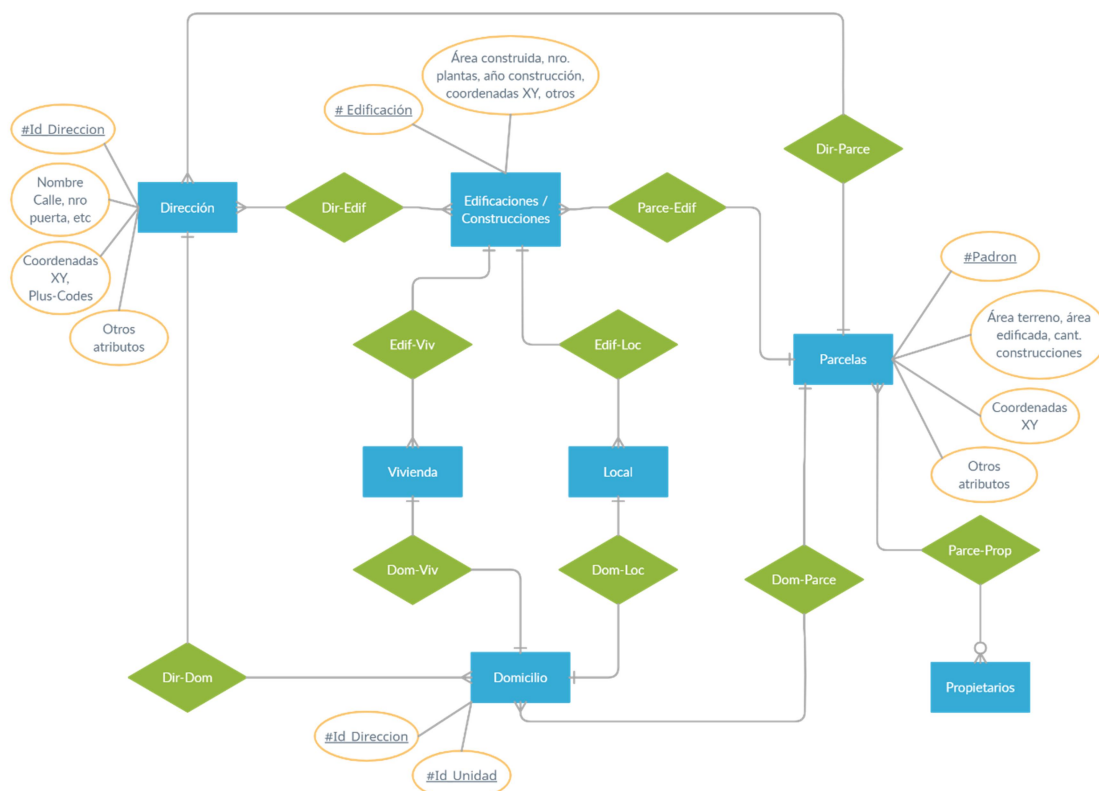 Área construida, nro.
plantas, año construcción,
coordenadas XY, otros
# Edificación
#Id_Direccion
Dir-Parce
Nombre
Calle, nro
puerta, etc
Dirección
Dir-Edif
Edificaciones /
Construcciones
Parce-Edif
Coordenadas
XY,
Plus-Codes
#Padron
Otros
atributos
Edif-Viv
Edif-Loc
Parcelas
Área terreno, área
edificada, cant.
construcciones
Coordenadas
XY
Vivienda
Local
Otros
atributos
Parce-Prop
Dom-Viv
Dom-Loc
Dom-Parce
Dir-Dom
Domicilio
Propietarios
#Id_Direccion
#Id_Unidad